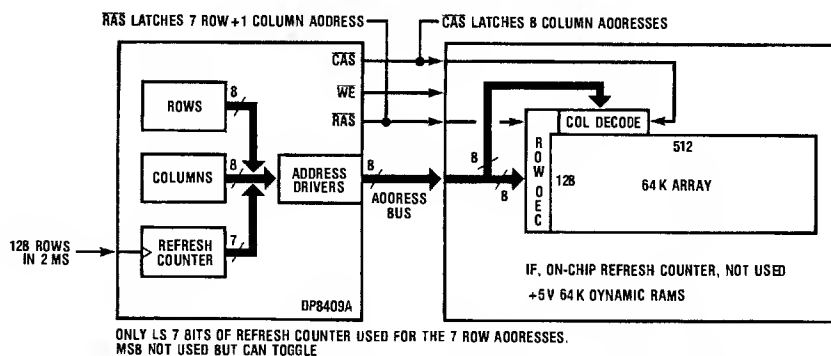 RAS LATCHES 7 ROW+1 COLUMN ADDRESS
CAS LATCHES 8 COLUMN ADDRESSES
CAS
WE
RAS
ROWS
8
COLUMNS
8
ADDRESS
DRIVERS
8
ADDRESS
BUS
REFRESH
COUNTER
7
128 ROWS
IN 2 MS
DP8409A
COL DECODE
ROW DEC
8
8
128
512
64K ARRAY
IF, ON-CHIP REFRESH COUNTER, NOT USED
+5V 64K DYNAMIC RAMS
ONLY LS 7 BITS OF REFRESH COUNTER USED FOR THE 7 ROW ADDRESSES.
MSB NOT USED BUT CAN TOGGLE